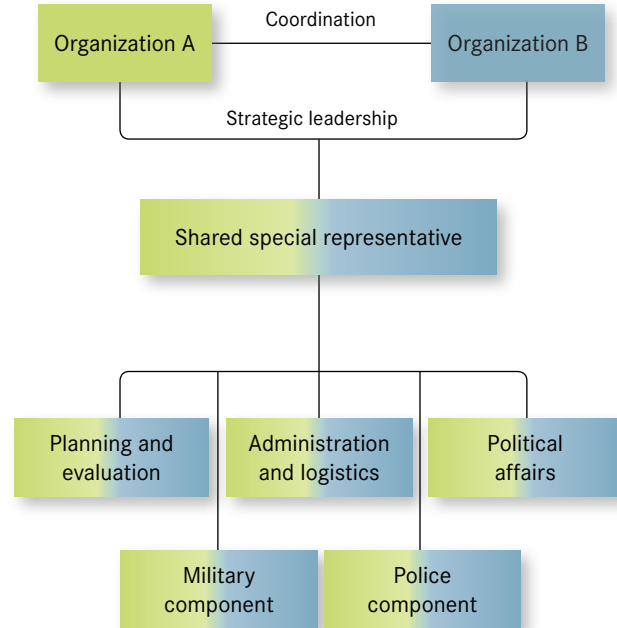 Coordination
Organization A
Organization B
Strategic leadership
Shared special representative
Planning and
evaluation
Administration
and logistics
Political
affairs
Military
component
Police
component